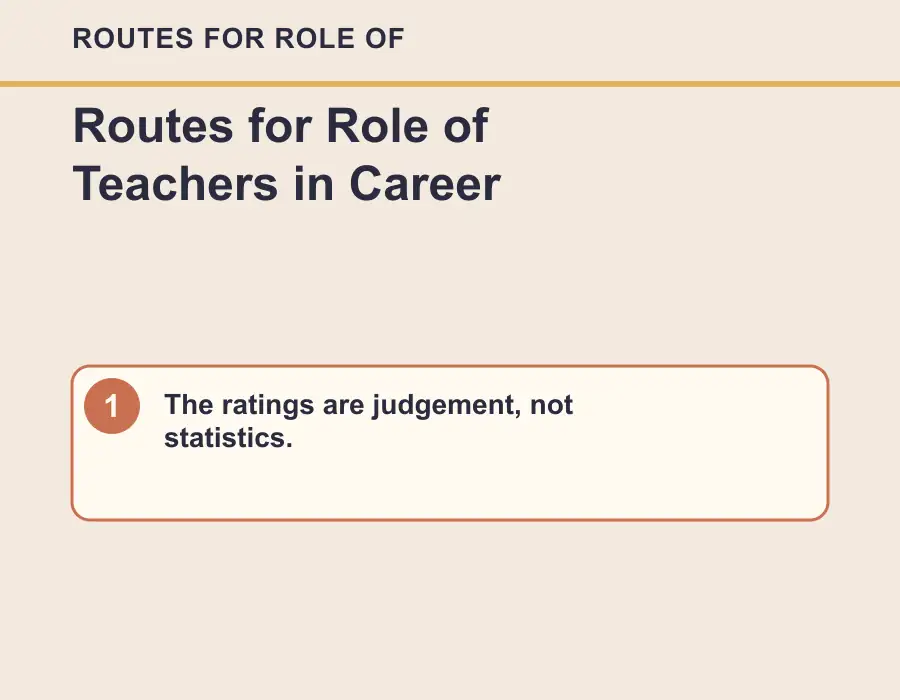 ROUTES FOR ROLE OF
Routes for Role of
Teachers in Career
1
The ratings are judgement, not
statistics.